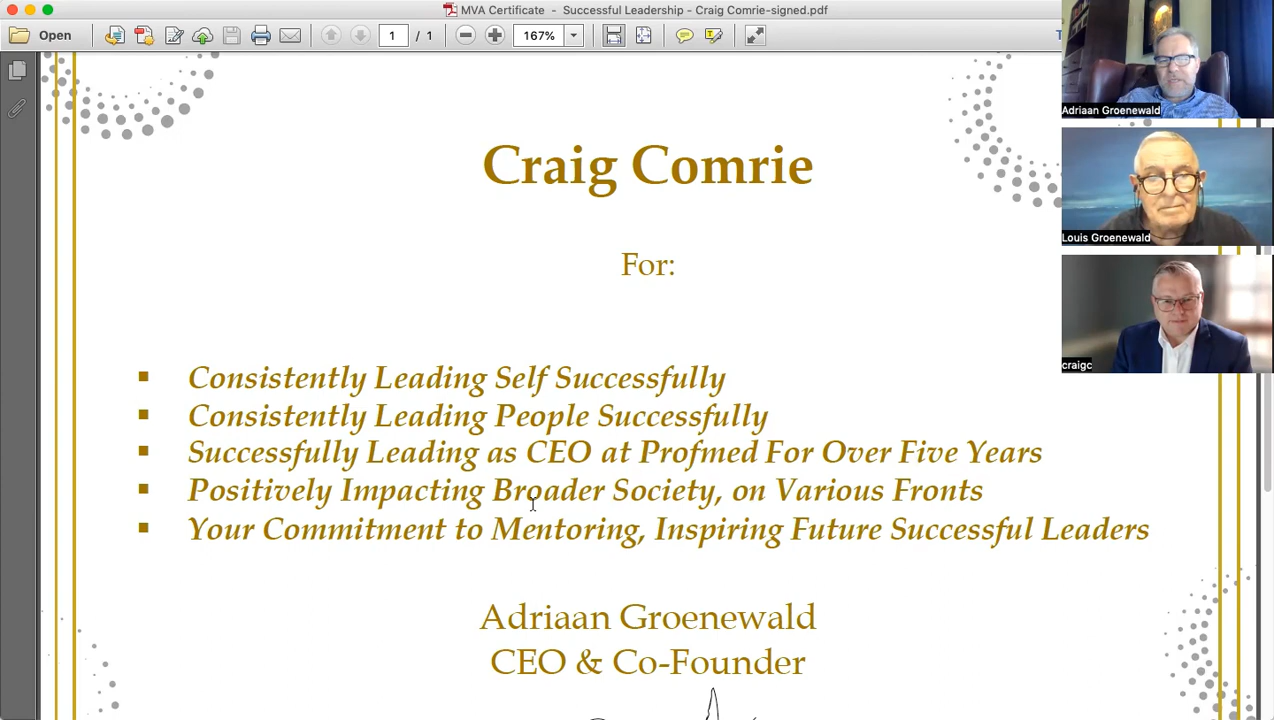 MVA Certificate - Successful Leadership - Craig Comrie-signed.pdf
Open
1 / 1
167%
T
Craig Comrie
For:
▪ Consistently Leading Self Successfully
▪ Consistently Leading People Successfully
▪ Successfully Leading as CEO at Profmed For Over Five Years
▪ Positively Impacting Broader Society, on Various Fronts
▪ Your Commitment to Mentoring, Inspiring Future Successful Leaders
Adriaan Groenewald
CEO & Co-Founder
Adriaan Groenewald
Louis Groenewald
craigc